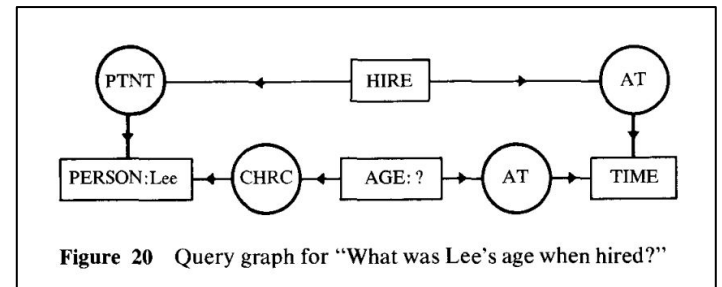 PTNT HIRE AT
PERSON:Lee CHRC AGE: ? AT TIME
Figure 20 Query graph for “What was Lee’s age when hired?”